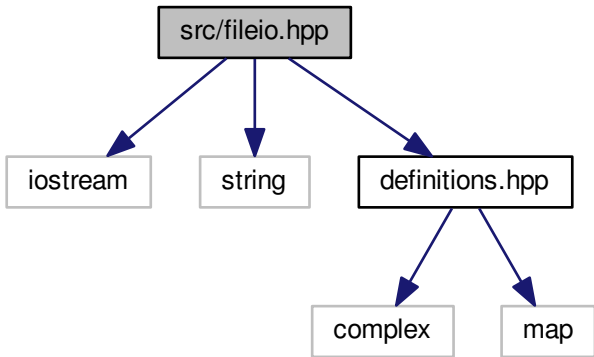 src/fileio.hpp
iostream
string
definitions.hpp
complex
map